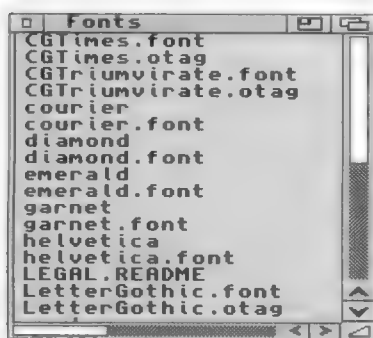 Fonts
CGTimes.font
CGTimes.otag
CGTriumvirate.font
CGTriumvirate.otag
courier
courier.font
diamond
diamond.font
emerald
emerald.font
garnet
garnet.font
helvetica
helvetica.font
LEGAL.README
LetterGothic.font
LetterGothic.otag